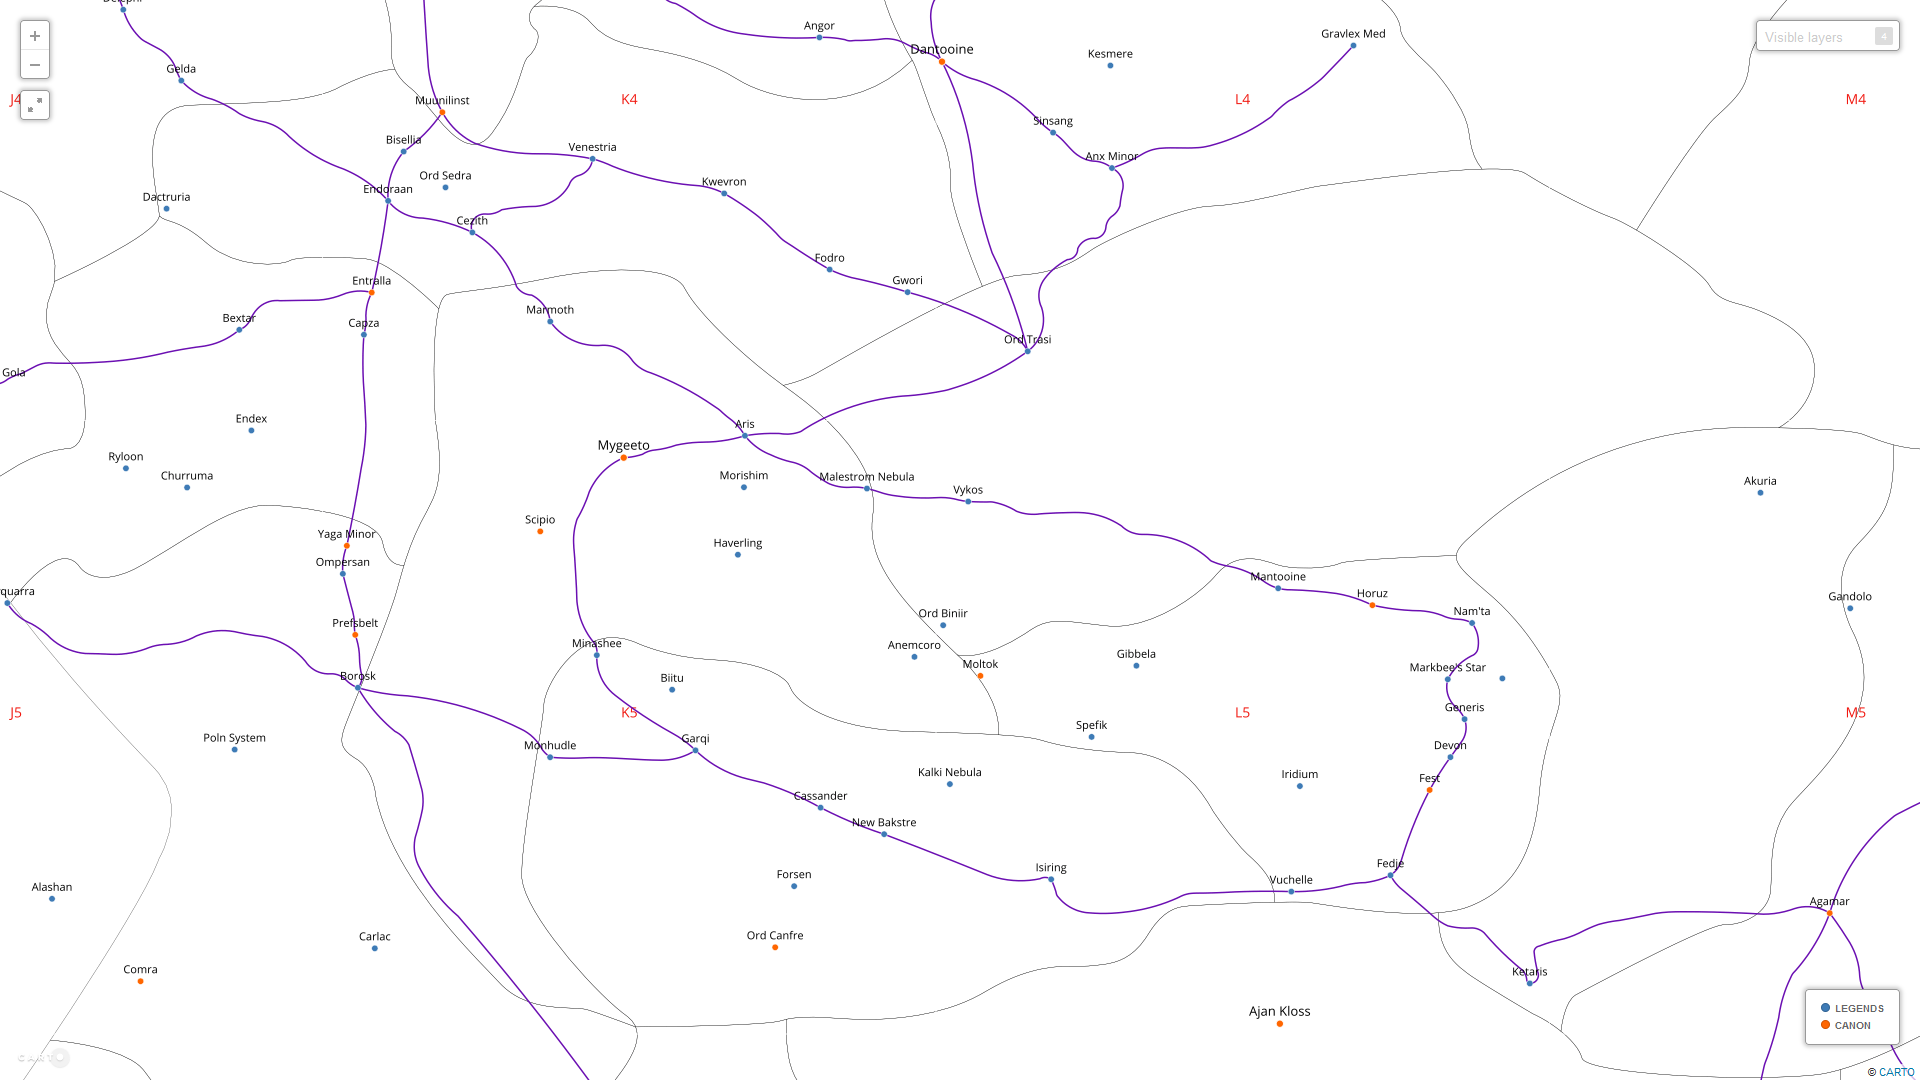 +
−
Visible layers 4
Angor
Dantooine
Kesmere
Gravlex Med
Gelda
J4
Muunilinst
K4
L4
M4
Sinsang
Bisellia
Venestria
Anx Minor
Ord Sedra
Kwevron
Endoraan
Dactruria
Cezith
Fodro
Gwori
Entralla
Marmoth
Bextar
Capza
Ord Trasi
Gola
Endex
Aris
Mygeeto
Ryloon
Churruma
Morishim
Malestrom Nebula
Vykos
Akuria
Scipio
Yaga Minor
Haverling
Ompersan
Mantooine
Horuz
Gandolo
quarra
Nam'ta
Ord Biniir
Prefsbelt
Minashee
Anemcoro
Gibbela
Moltok
Markbee's Star
Borosk
Biitu
Generis
J5
K5
L5
M5
Spefik
Poln System
Monhudle
Garqi
Devon
Kalki Nebula
Iridium
Fest
Cassander
New Bakstre
Isiring
Fedje
Forsen
Vuchelle
Alashan
Agamar
Carlac
Ord Canfre
Comra
Ketaris
Ajan Kloss
LEGENDS
CANON
CARTO
© CARTO